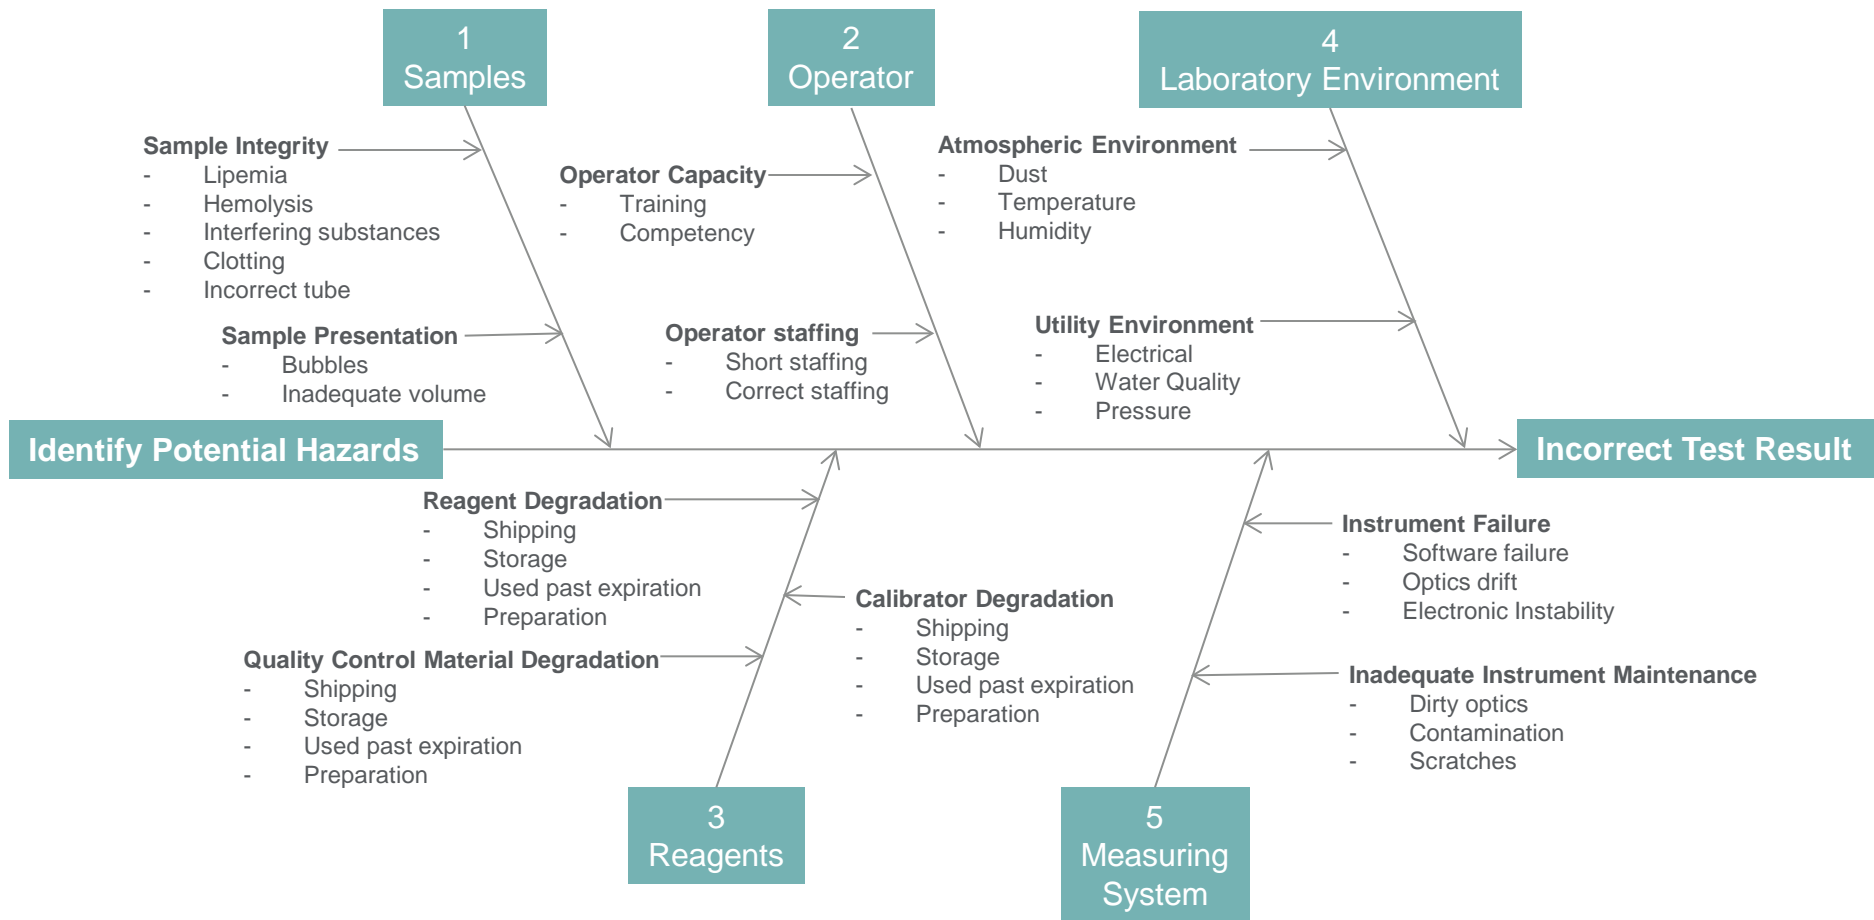 1
Samples
Sample Integrity
- Lipemia
- Hemolysis
- Interfering substances
- Clotting
- Incorrect tube
Sample Presentation
- Bubbles
- Inadequate volume
2
Operator
Operator Capacity
- Training
- Competency
Operator staffing
- Short staffing
- Correct staffing
4
Laboratory Environment
Atmospheric Environment
- Dust
- Temperature
- Humidity
Utility Environment
- Electrical
- Water Quality
- Pressure
Identify Potential Hazards
Incorrect Test Result
Reagent Degradation
- Shipping
- Storage
- Used past expiration
- Preparation
Quality Control Material Degradation
- Shipping
- Storage
- Used past expiration
- Preparation
Calibrator Degradation
- Shipping
- Storage
- Used past expiration
- Preparation
3
Reagents
Instrument Failure
- Software failure
- Optics drift
- Electronic Instability
Inadequate Instrument Maintenance
- Dirty optics
- Contamination
- Scratches
5
Measuring
System